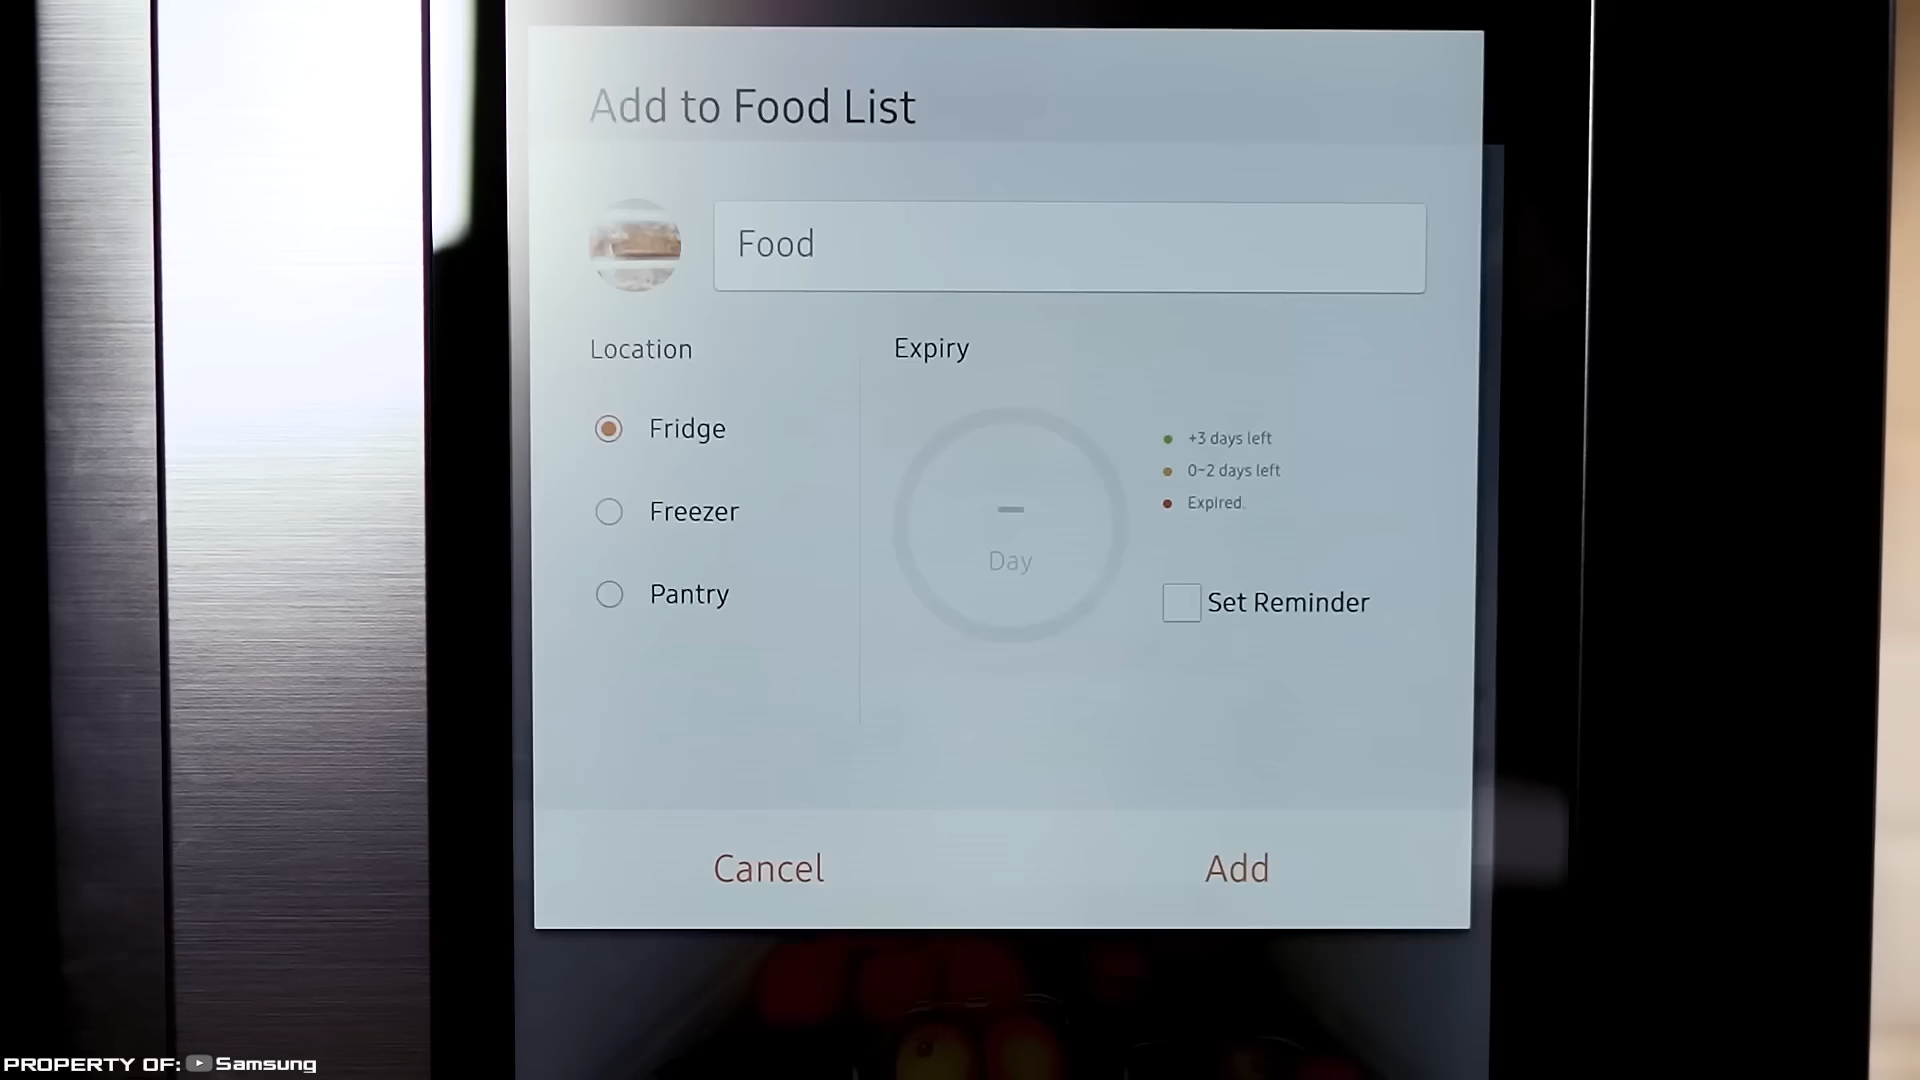 Add to Food List
Food
Location
Expiry
Fridge
+3 days left
0-2 days left
Freezer
Expired.
Day
Pantry
Set Reminder
Cancel
Add
PROPERTY OF: Samsung